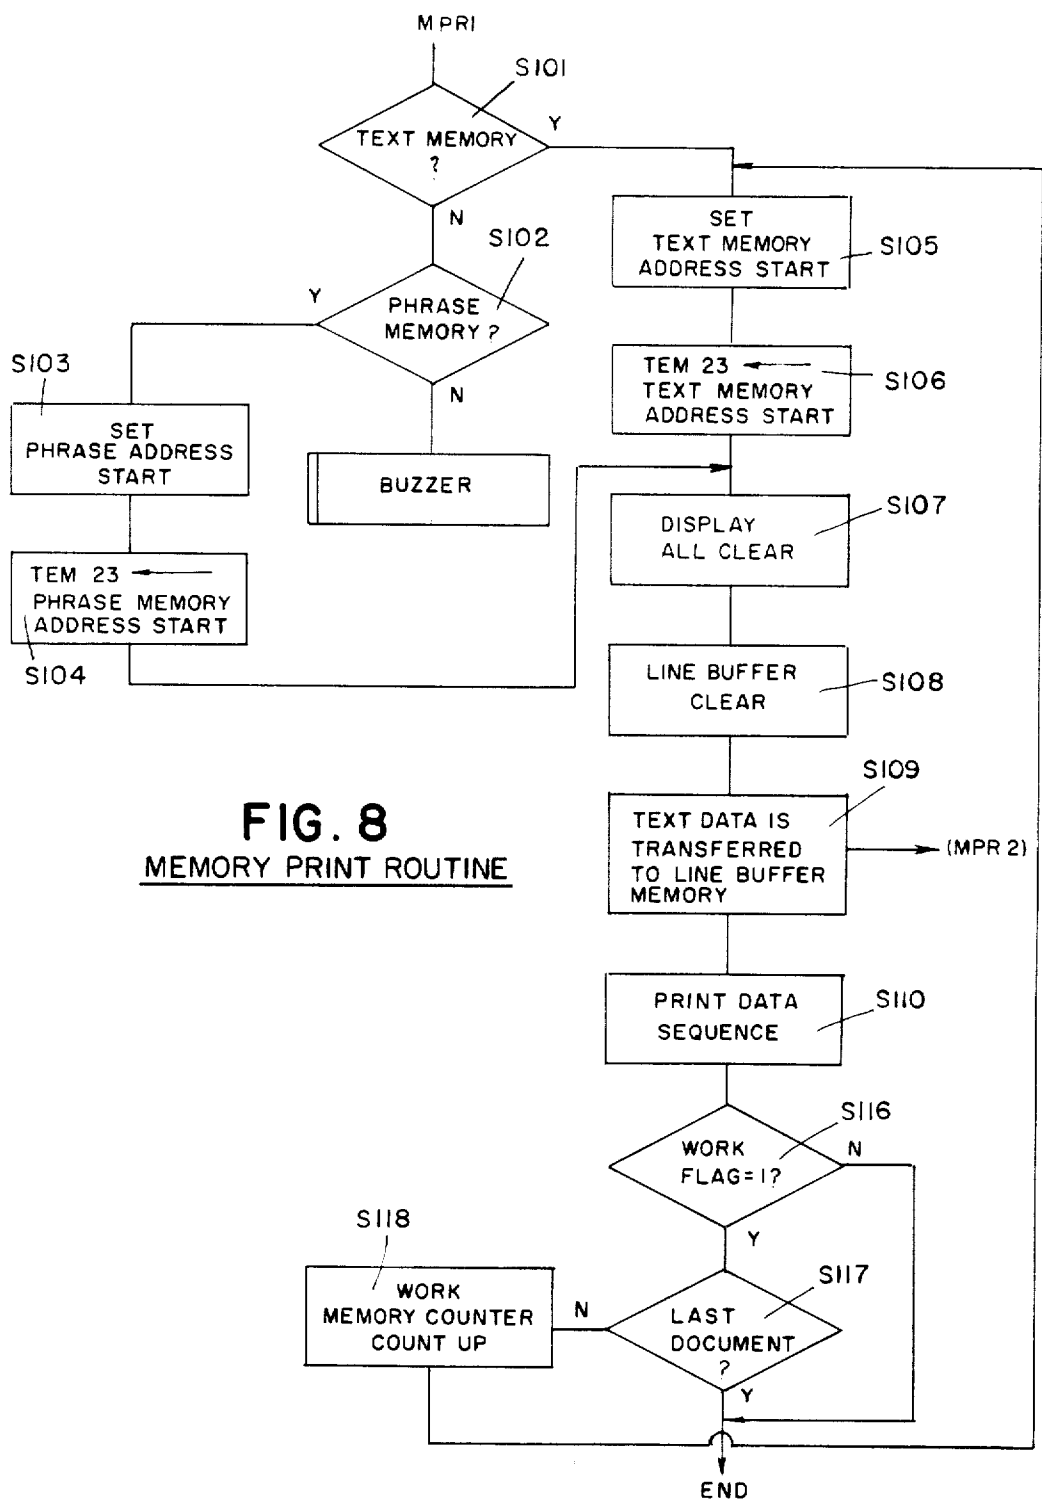 MPR1
S101
TEXT MEMORY
?
Y
N
S102
PHRASE
MEMORY?
Y
N
S103
SET
PHRASE ADDRESS
START
BUZZER
TEM 23 ←
PHRASE MEMORY
ADDRESS START
S104
SET
TEXT MEMORY
ADDRESS START
S105
TEM 23 ←
TEXT MEMORY
ADDRESS START
S106
S107
DISPLAY
ALL CLEAR
LINE BUFFER
CLEAR
S108
S109
TEXT DATA IS
TRANSFERRED
TO LINE BUFFER
MEMORY
(MPR 2)
FIG. 8
MEMORY PRINT ROUTINE
PRINT DATA
SEQUENCE
S110
S116
WORK
FLAG=1?
N
Y
S117
LAST
DOCUMENT
?
N
Y
S118
WORK
MEMORY COUNTER
COUNT UP
END